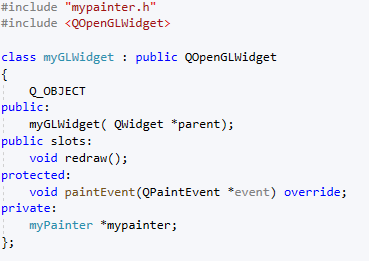 #include "mypainter.h"
#include <QOpenGLWidget>
class myGLWidget : public QOpenGLWidget
{
Q_OBJECT
public:
myGLWidget( QWidget *parent);
public slots:
void redraw();
protected:
void paintEvent(QPaintEvent *event) override;
private:
myPainter *mypainter;
};